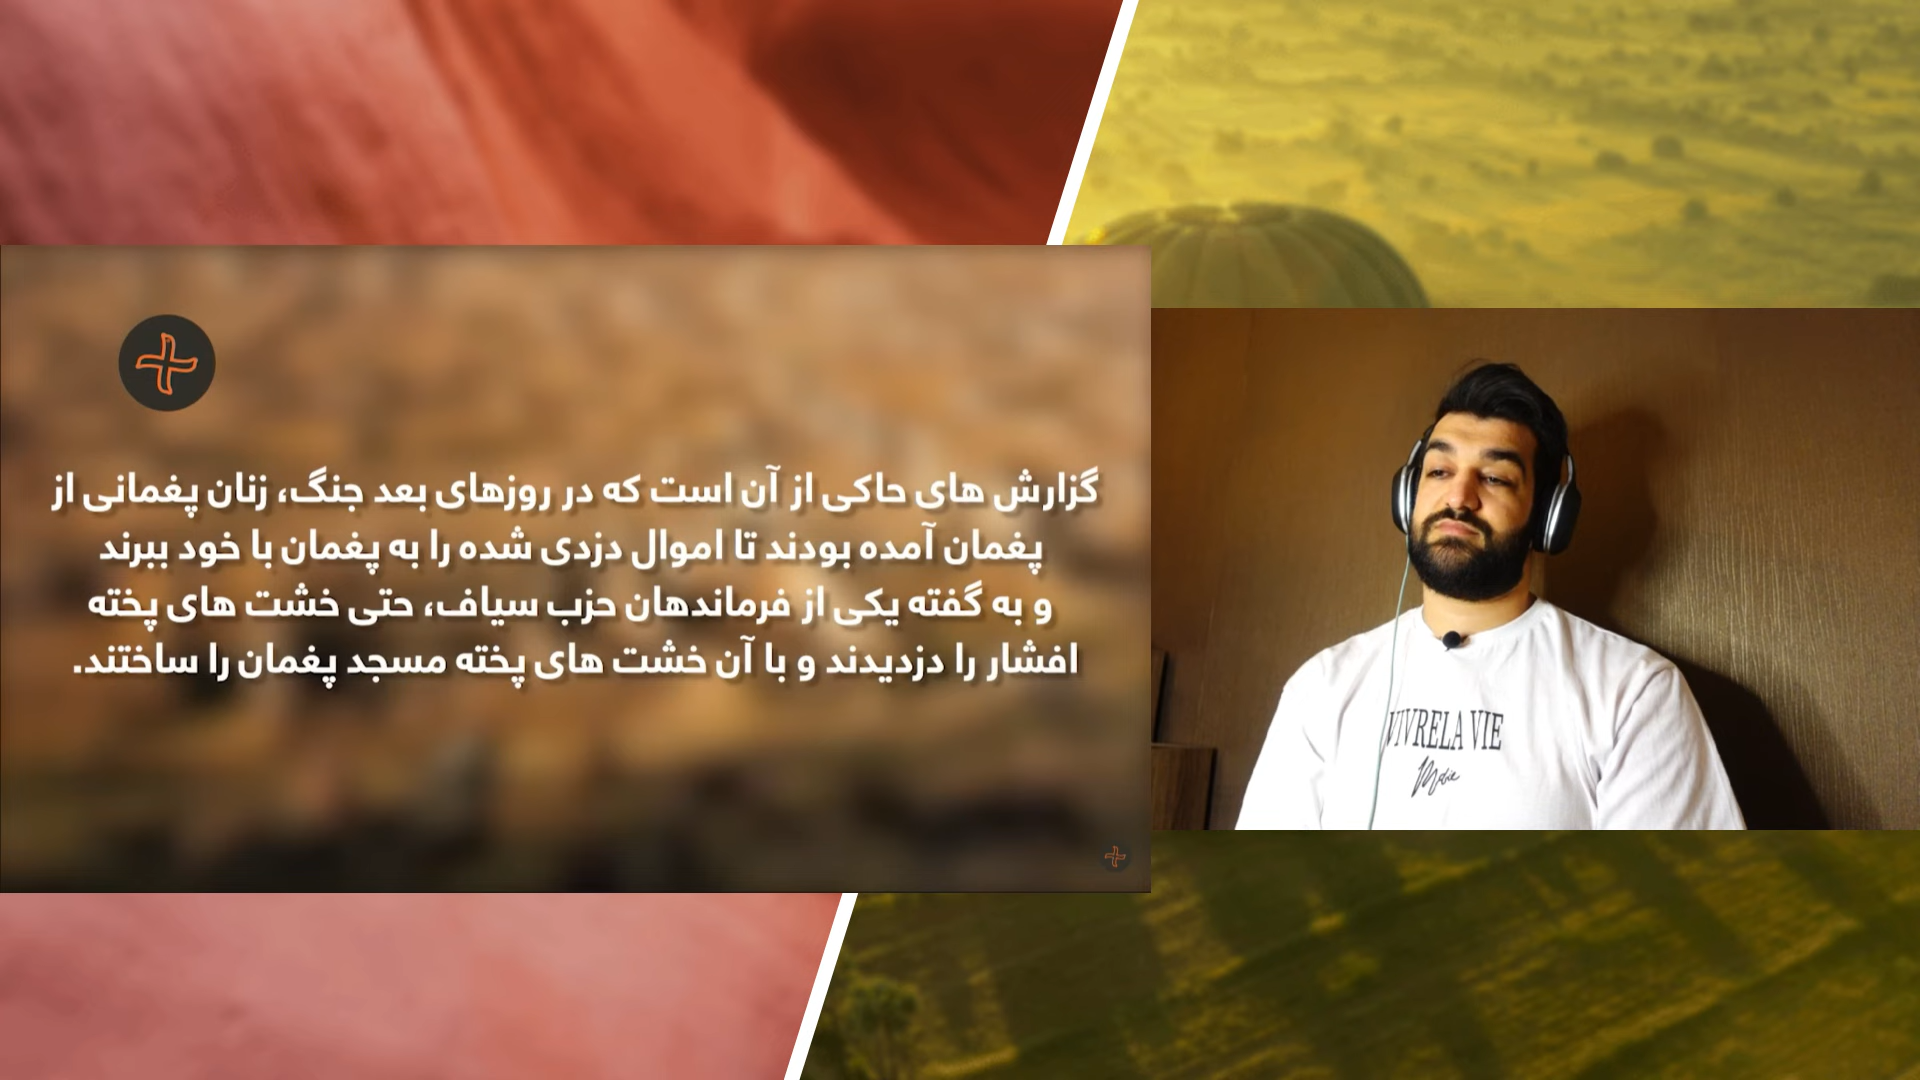 گزارش های حاکی از آن است که در روزهای بعد جنگ، زنان پغمانی از
پغمان آمده بودند تا اموال دزدی شده را به پغمان با خود ببرند
و به گفته یکی از فرماندهان حزب سیاف، حتی خشت های پخته
افشار را دزدیدند و با آن خشت های پخته مسجد پغمان را ساختند.
VIVRE LA VIE